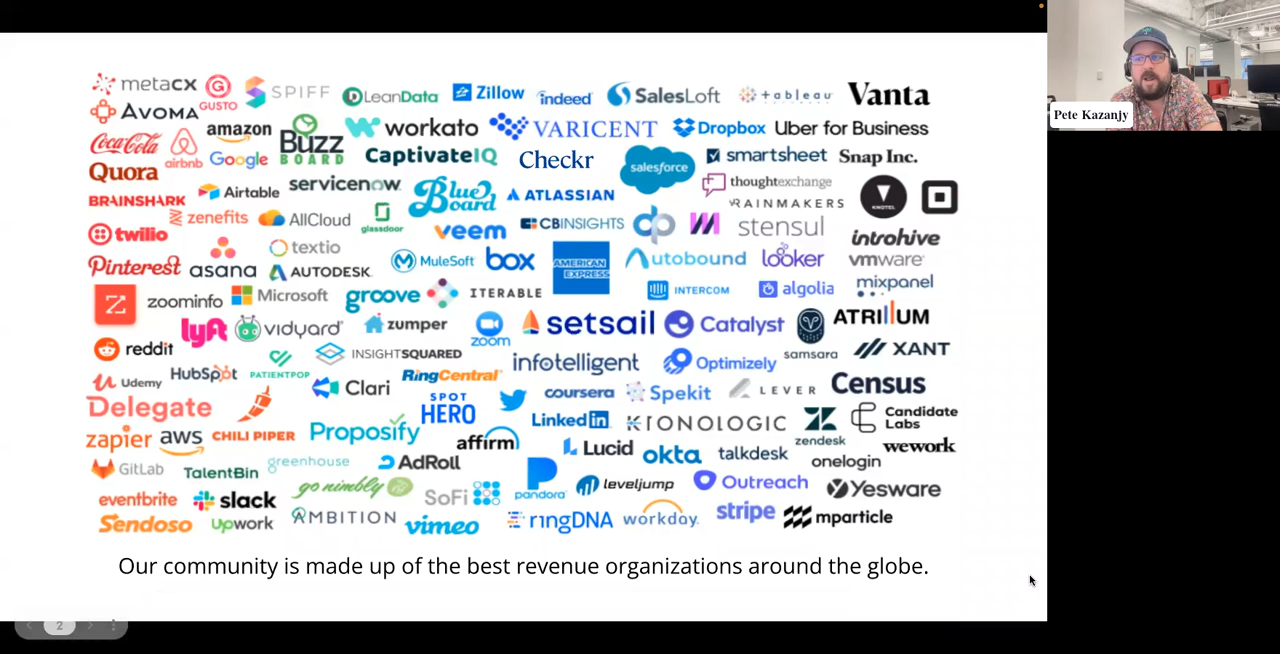 metacx
GUSTO
SPIFF
LeanData
Zillow
indeed
SalesLoft
+ a b l e a u
Vanta
AVOMA
Coca-Cola
airbnb
amazon
Google
Buzz
BOARD
workato
VARICENT
Dropbox
Uber for Business
CaptivateIQ
Checkr
salesforce
smartsheet
Snap Inc.
Quora
BRAINSHARK
Airtable
servicenow
Blue
Board
ATLASSIAN
thoughtexchange
RAINMAKERS
KNOTEL
zenefits
AllCloud
glassdoor
veem
CBINSIGHTS
dp
stensul
introhive
twilio
Pinterest
asana
textio
AUTODESK
MuleSoft
box
AMERICAN
EXPRESS
Autobound
looker
vmware
zoominfo
Microsoft
groove
ITERABLE
INTERCOM
algolia
mixpanel
lyft
vidyard
zumper
zoom
setsail
Catalyst
samsara
ATRIUM
reddit
INSIGHTSQUARED
infotelligent
Optimizely
XANT
Udemy
HubSpot
PATIENTPOP
Clari
RingCentral
coursera
Spekit
LEVER
Census
Delegate
SPOT
HERO
LinkedIn
KRONOLOGIC
zendesk
Candidate
Labs
zapier
aws
CHILI PIPER
Proposify
affirm
Lucid
okta
talkdesk
onelogin
wework
GitLab
TalentBin
greenhouse
AdRoll
pandora
leveljump
Outreach
Yesware
eventbrite
slack
go nimbly
SoFi
Sendoso
Upwork
AMBITION
vimeo
ringDNA
workday.
stripe
mparticle
Our community is made up of the best revenue organizations around the globe.
2
Pete Kazanjy